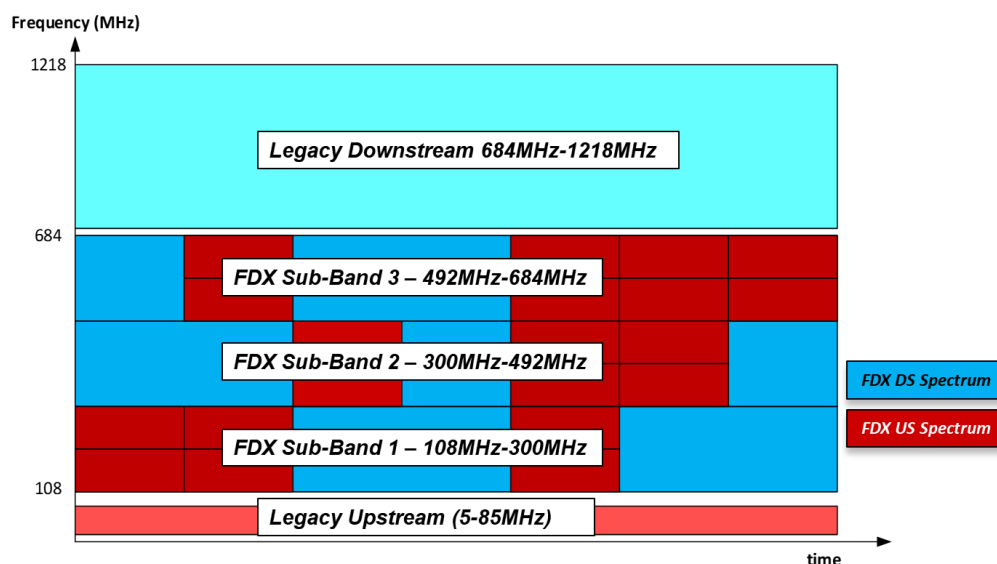 Frequency (MHz)
1218
Legacy Downstream 684MHz-1218MHz
684
FDX Sub-Band 3 – 492MHz-684MHz
FDX Sub-Band 2 – 300MHz-492MHz
FDX DS Spectrum
FDX US Spectrum
FDX Sub-Band 1 – 108MHz-300MHz
108
Legacy Upstream (5-85MHz)
time